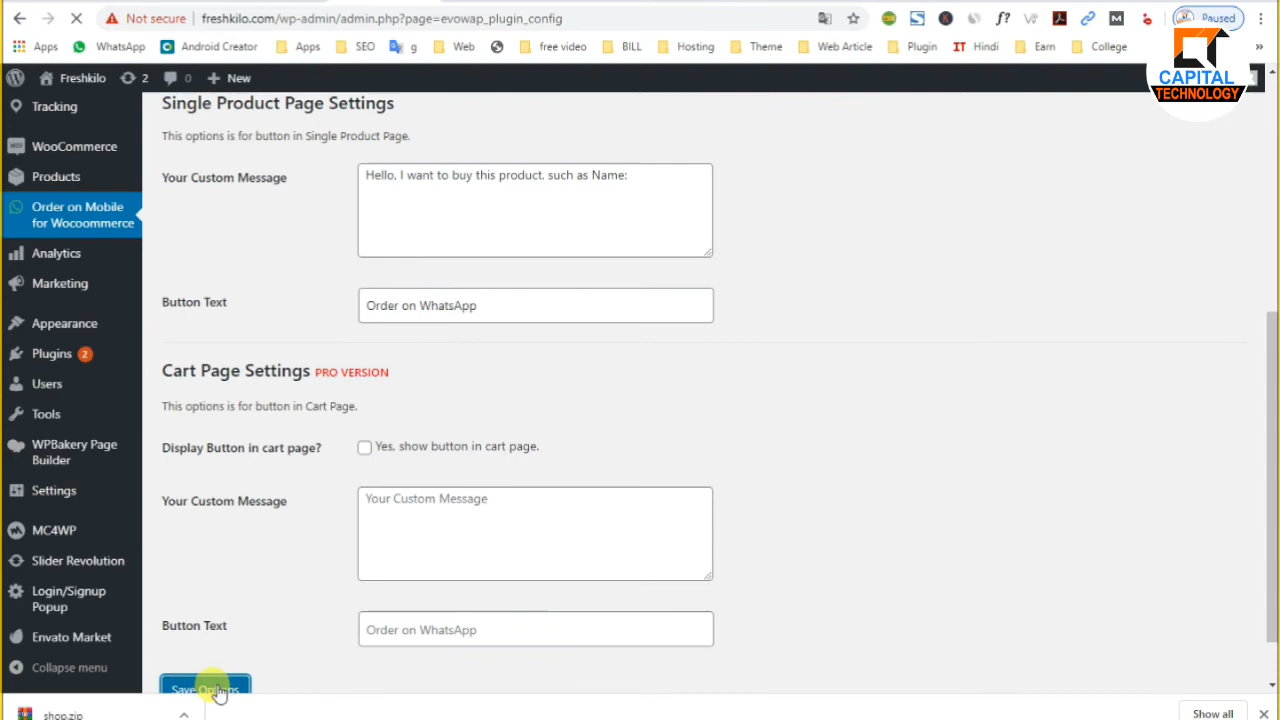 Not secure
freshkilo.com/wp-admin/admin.php?page=evowap_plugin_config
Paused
Apps
WhatsApp
Android Creator
Apps
SEO
g
Web
free video
BILL
Hosting
Theme
Web Article
Plugin
IT Hindi
Earn
College
»
CAPITAL
TECHNOLOGY
Freshkilo
2
0
New
Tracking
WooCommerce
Products
Order on Mobile
for Wocoommerce
Analytics
Marketing
Appearance
Plugins 2
Users
Tools
WPBakery Page
Builder
Settings
MC4WP
Slider Revolution
Login/Signup
Popup
Envato Market
Collapse menu
Single Product Page Settings
This options is for button in Single Product Page.
Your Custom Message
Hello, I want to buy this product. such as Name:
Button Text
Order on WhatsApp
Cart Page Settings PRO VERSION
This options is for button in Cart Page.
Display Button in cart page?
Yes, show button in cart page.
Your Custom Message
Your Custom Message
Button Text
Order on WhatsApp
Save Options
shop.zip
Show all